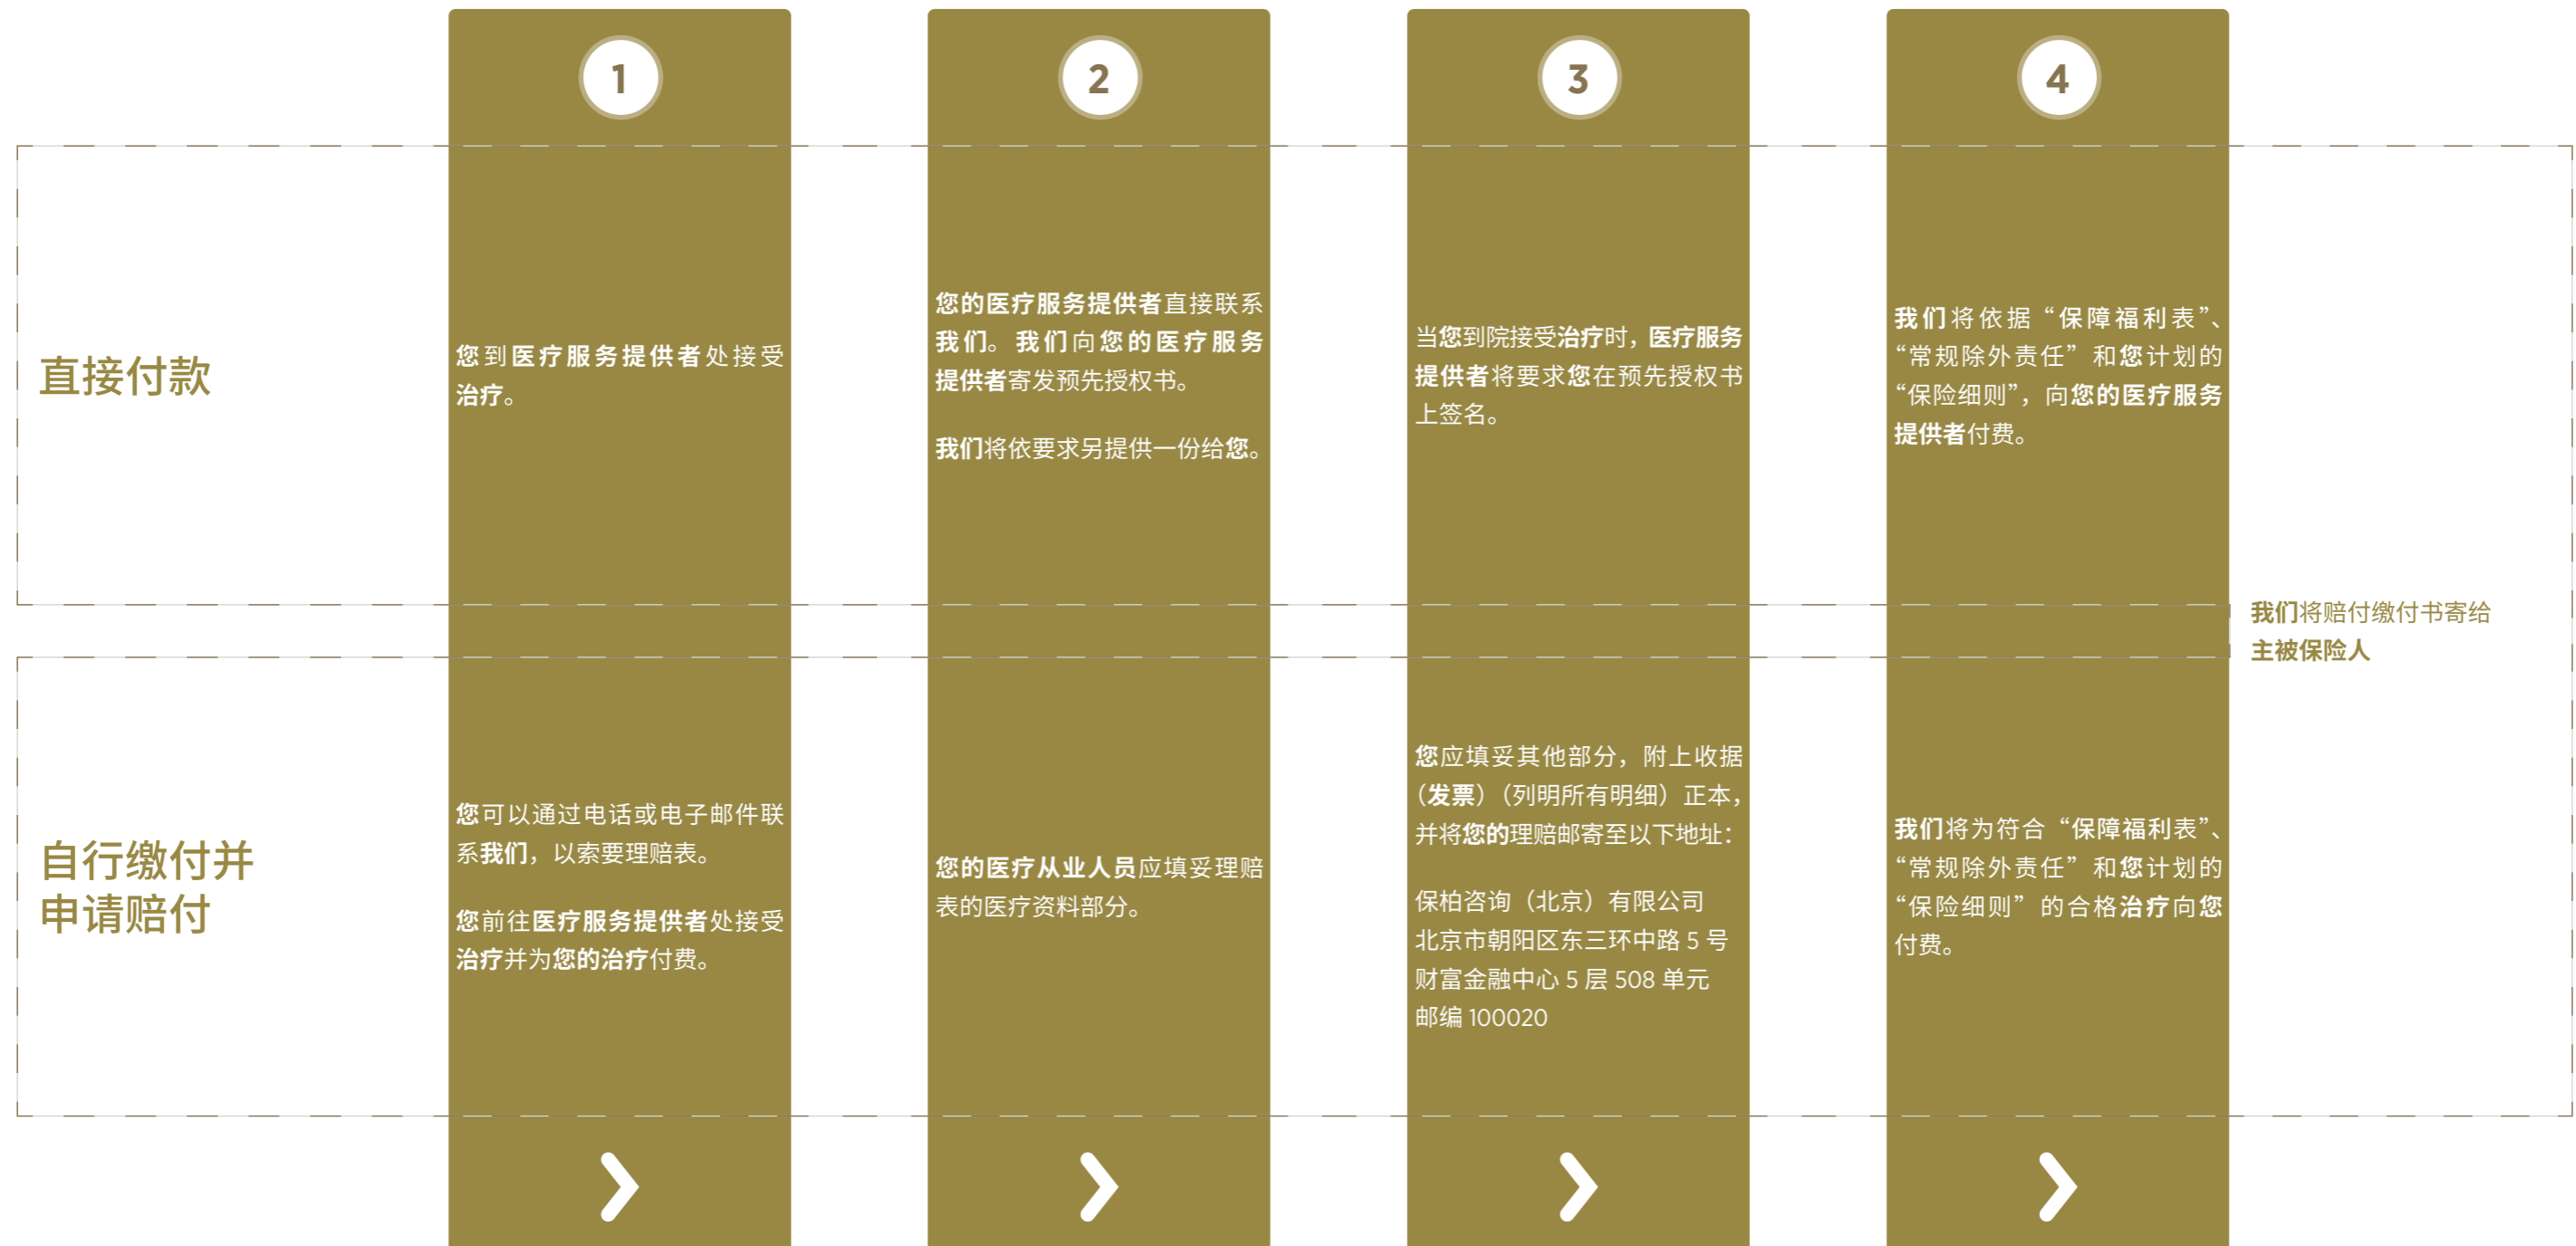 1
2
3
4
直接付款
您到医疗服务提供者处接受
治疗。
您的医疗服务提供者直接联系
我们。我们向您的医疗服务
提供者寄发预先授权书。
我们将依要求另提供一份给您。
当您到院接受治疗时，医疗服务
提供者将要求您在预先授权书
上签名。
我们将依据“保障福利表”、
“常规除外责任”和您计划的
“保险细则”，向您的医疗服务
提供者付费。
自行缴付并
申请赔付
您可以通过电话或电子邮件联
系我们，以索要理赔表。
您前往医疗服务提供者处接受
治疗并为您的治疗付费。
您的医疗从业人员应填妥理赔
表的医疗资料部分。
您应填妥其他部分，附上收据
（发票）（列明所有明细）正本，
并将您的理赔邮寄至以下地址：
保柏咨询（北京）有限公司
北京市朝阳区东三环中路 5 号
财富金融中心 5 层 508 单元
邮编 100020
我们将为符合“保障福利表”、
“常规除外责任”和您计划的
“保险细则”的合格治疗向您
付费。
我们将赔付缴付书寄给
主被保险人